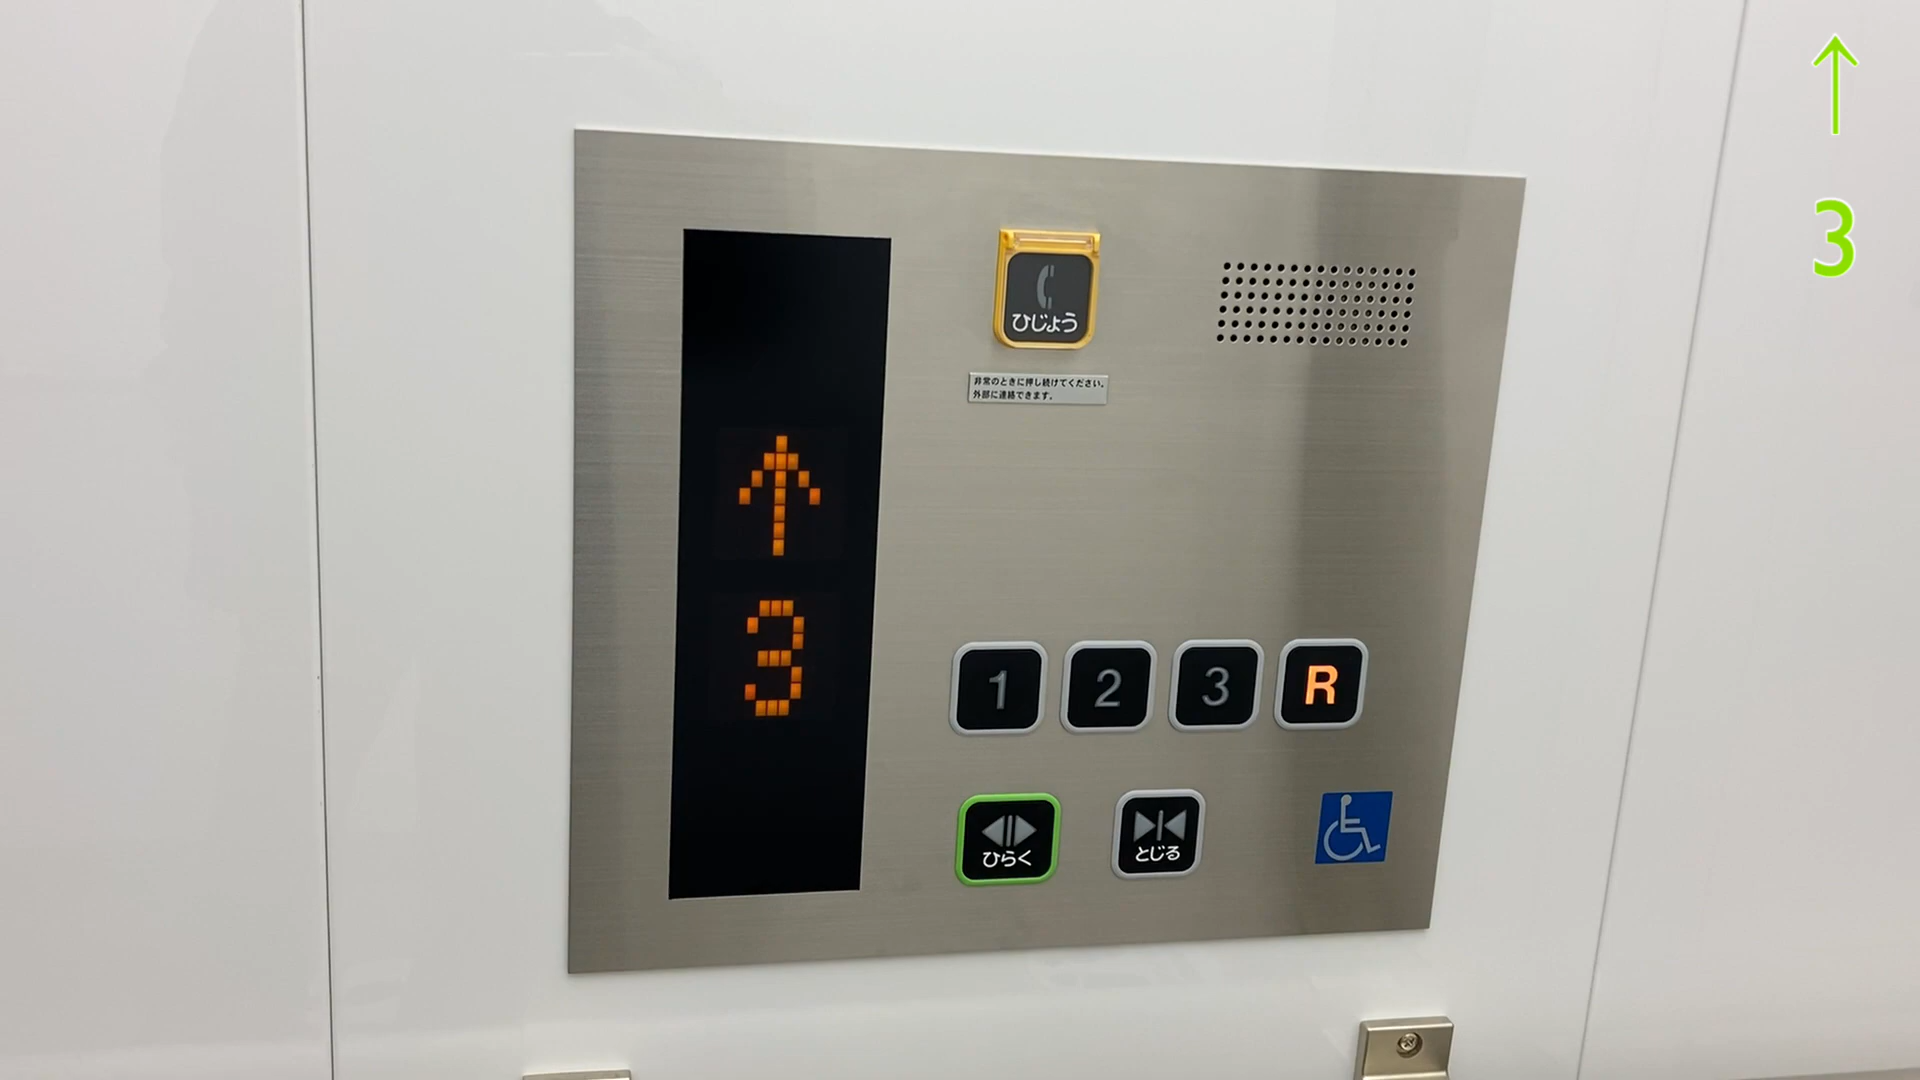 ↑
3
ひじょう
非常のときに押し続けてください。
外部に連絡できます。
↑
3
1 2 3 R
ひらく とじる